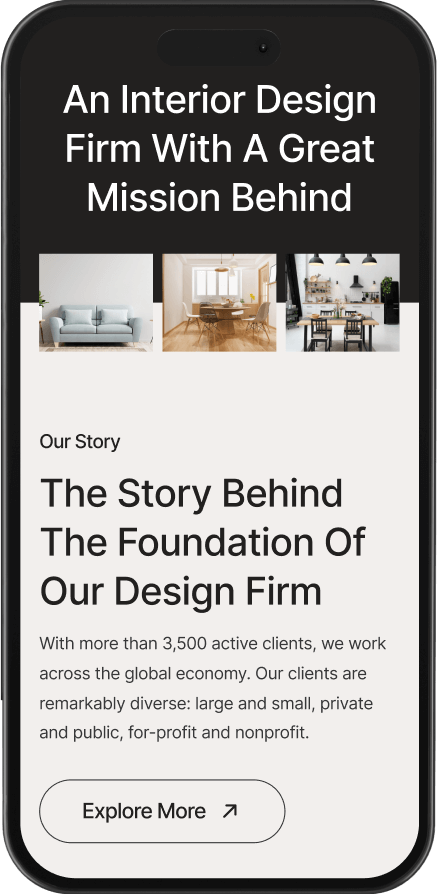 An Interior Design
Firm With A Great
Mission Behind
Our Story
The Story Behind
The Foundation Of
Our Design Firm
With more than 3,500 active clients, we work
across the global economy. Our clients are
remarkably diverse: large and small, private
and public, for-profit and nonprofit.
Explore More